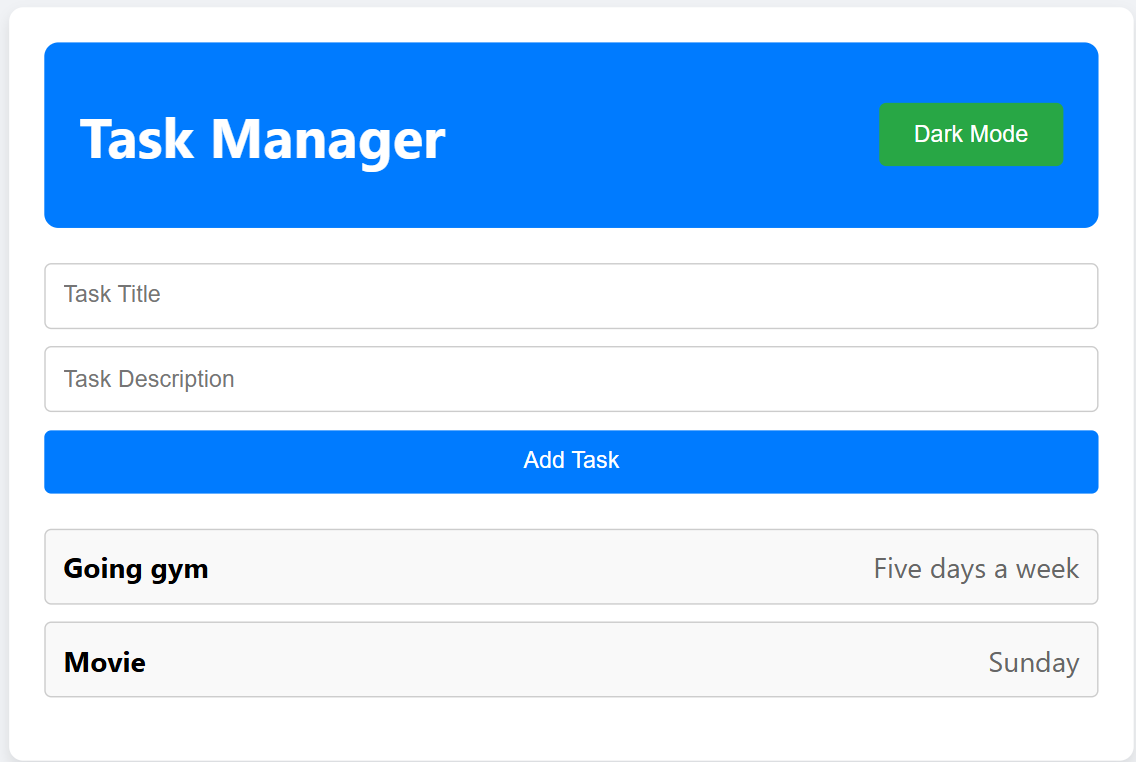 Task Manager
Dark Mode
Task Title
Task Description
Add Task
Going gym
Five days a week
Movie
Sunday